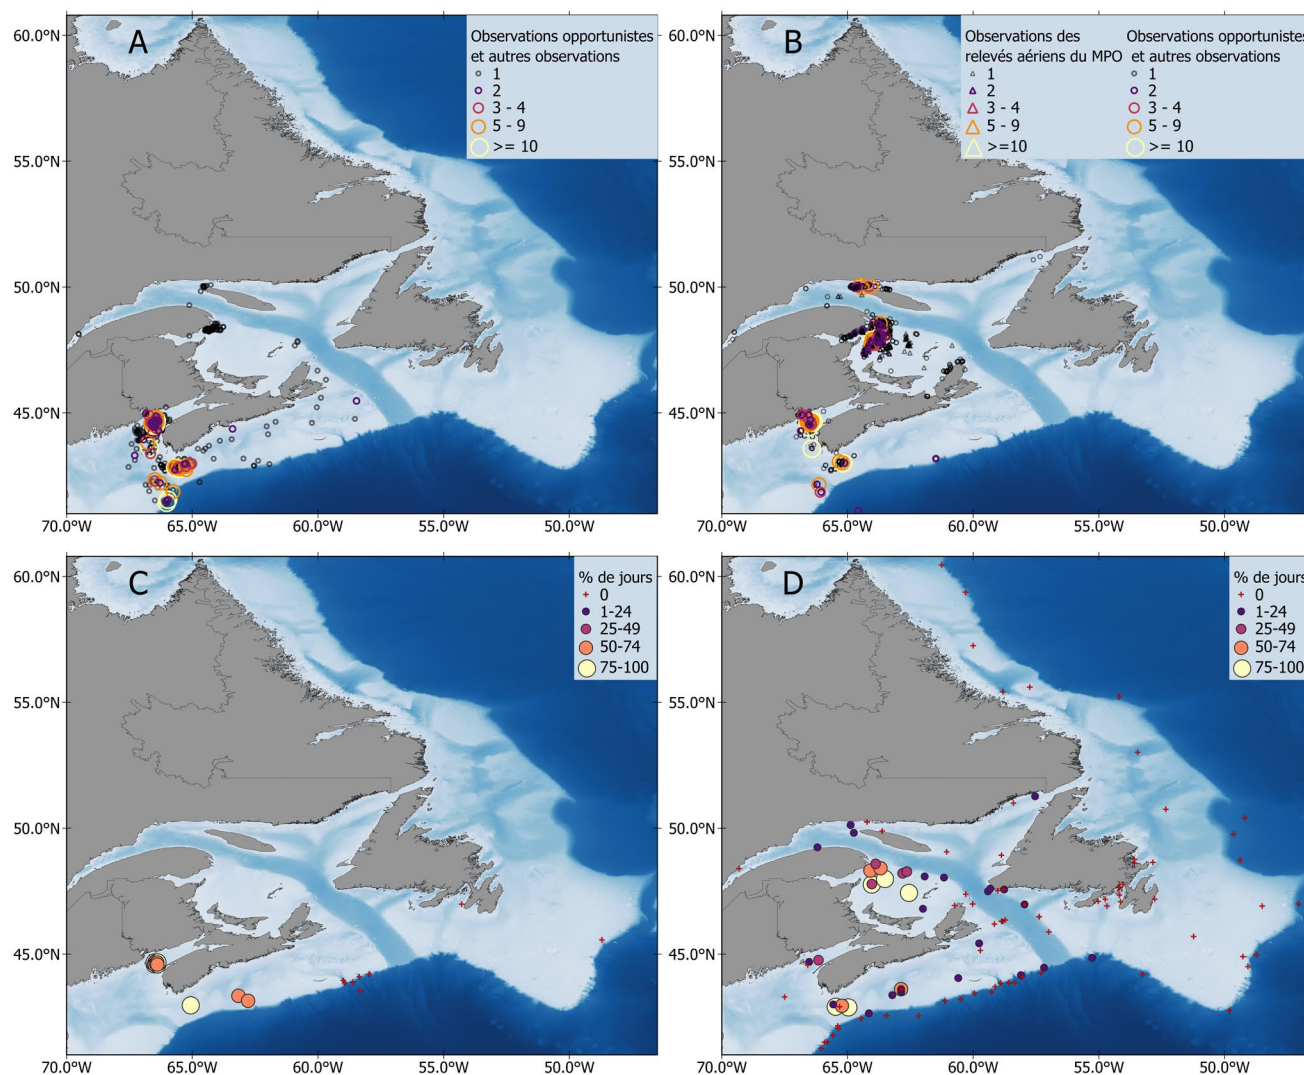 A
Observations opportunistes
et autres observations
1
2
3 - 4
5 - 9
>= 10
60.0°N
55.0°N
50.0°N
45.0°N
70.0°W
65.0°W
60.0°W
55.0°W
50.0°W
B
Observations des
relevés aériens du MPO
1
2
3 - 4
5 - 9
>=10
Observations opportunistes
et autres observations
1
2
3 - 4
5 - 9
>= 10
60.0°N
55.0°N
50.0°N
45.0°N
70.0°W
65.0°W
60.0°W
55.0°W
50.0°W
C
% de jours
0
1-24
25-49
50-74
75-100
60.0°N
55.0°N
50.0°N
45.0°N
70.0°W
65.0°W
60.0°W
55.0°W
50.0°W
D
% de jours
0
1-24
25-49
50-74
75-100
60.0°N
55.0°N
50.0°N
45.0°N
70.0°W
65.0°W
60.0°W
55.0°W
50.0°W